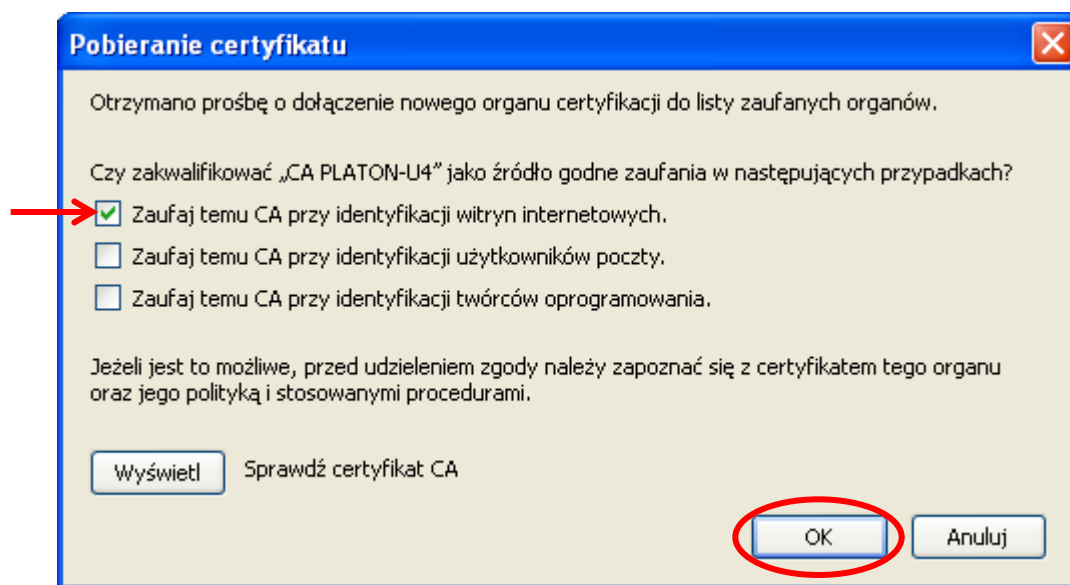 Pobieranie certyfikatu
Otrzymano prośbę o dołączenie nowego organu certyfikacji do listy zaufanych organów.
Czy zakwalifikować „CA PLATON-U4” jako źródło godne zaufania w następujących przypadkach?
Zaufaj temu CA przy identyfikacji witryn internetowych.
Zaufaj temu CA przy identyfikacji użytkowników poczty.
Zaufaj temu CA przy identyfikacji twórców oprogramowania.
Jeżeli jest to możliwe, przed udzieleniem zgody należy zapoznać się z certyfikatem tego organu
oraz jego polityką i stosowanymi procedurami.
Wyświetl Sprawdź certyfikat CA
OK Anuluj